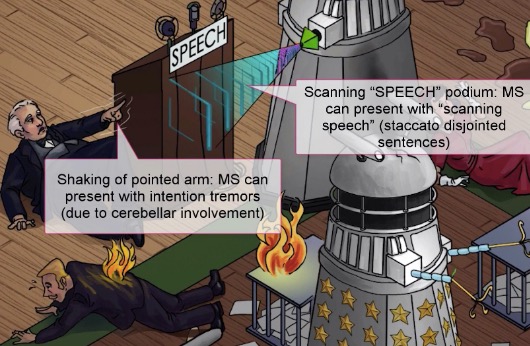 SPEECH
Scanning “SPEECH” podium: MS
can present with “scanning
speech” (staccato disjointed
sentences)
Shaking of pointed arm: MS can
present with intention tremors
(due to cerebellar involvement)